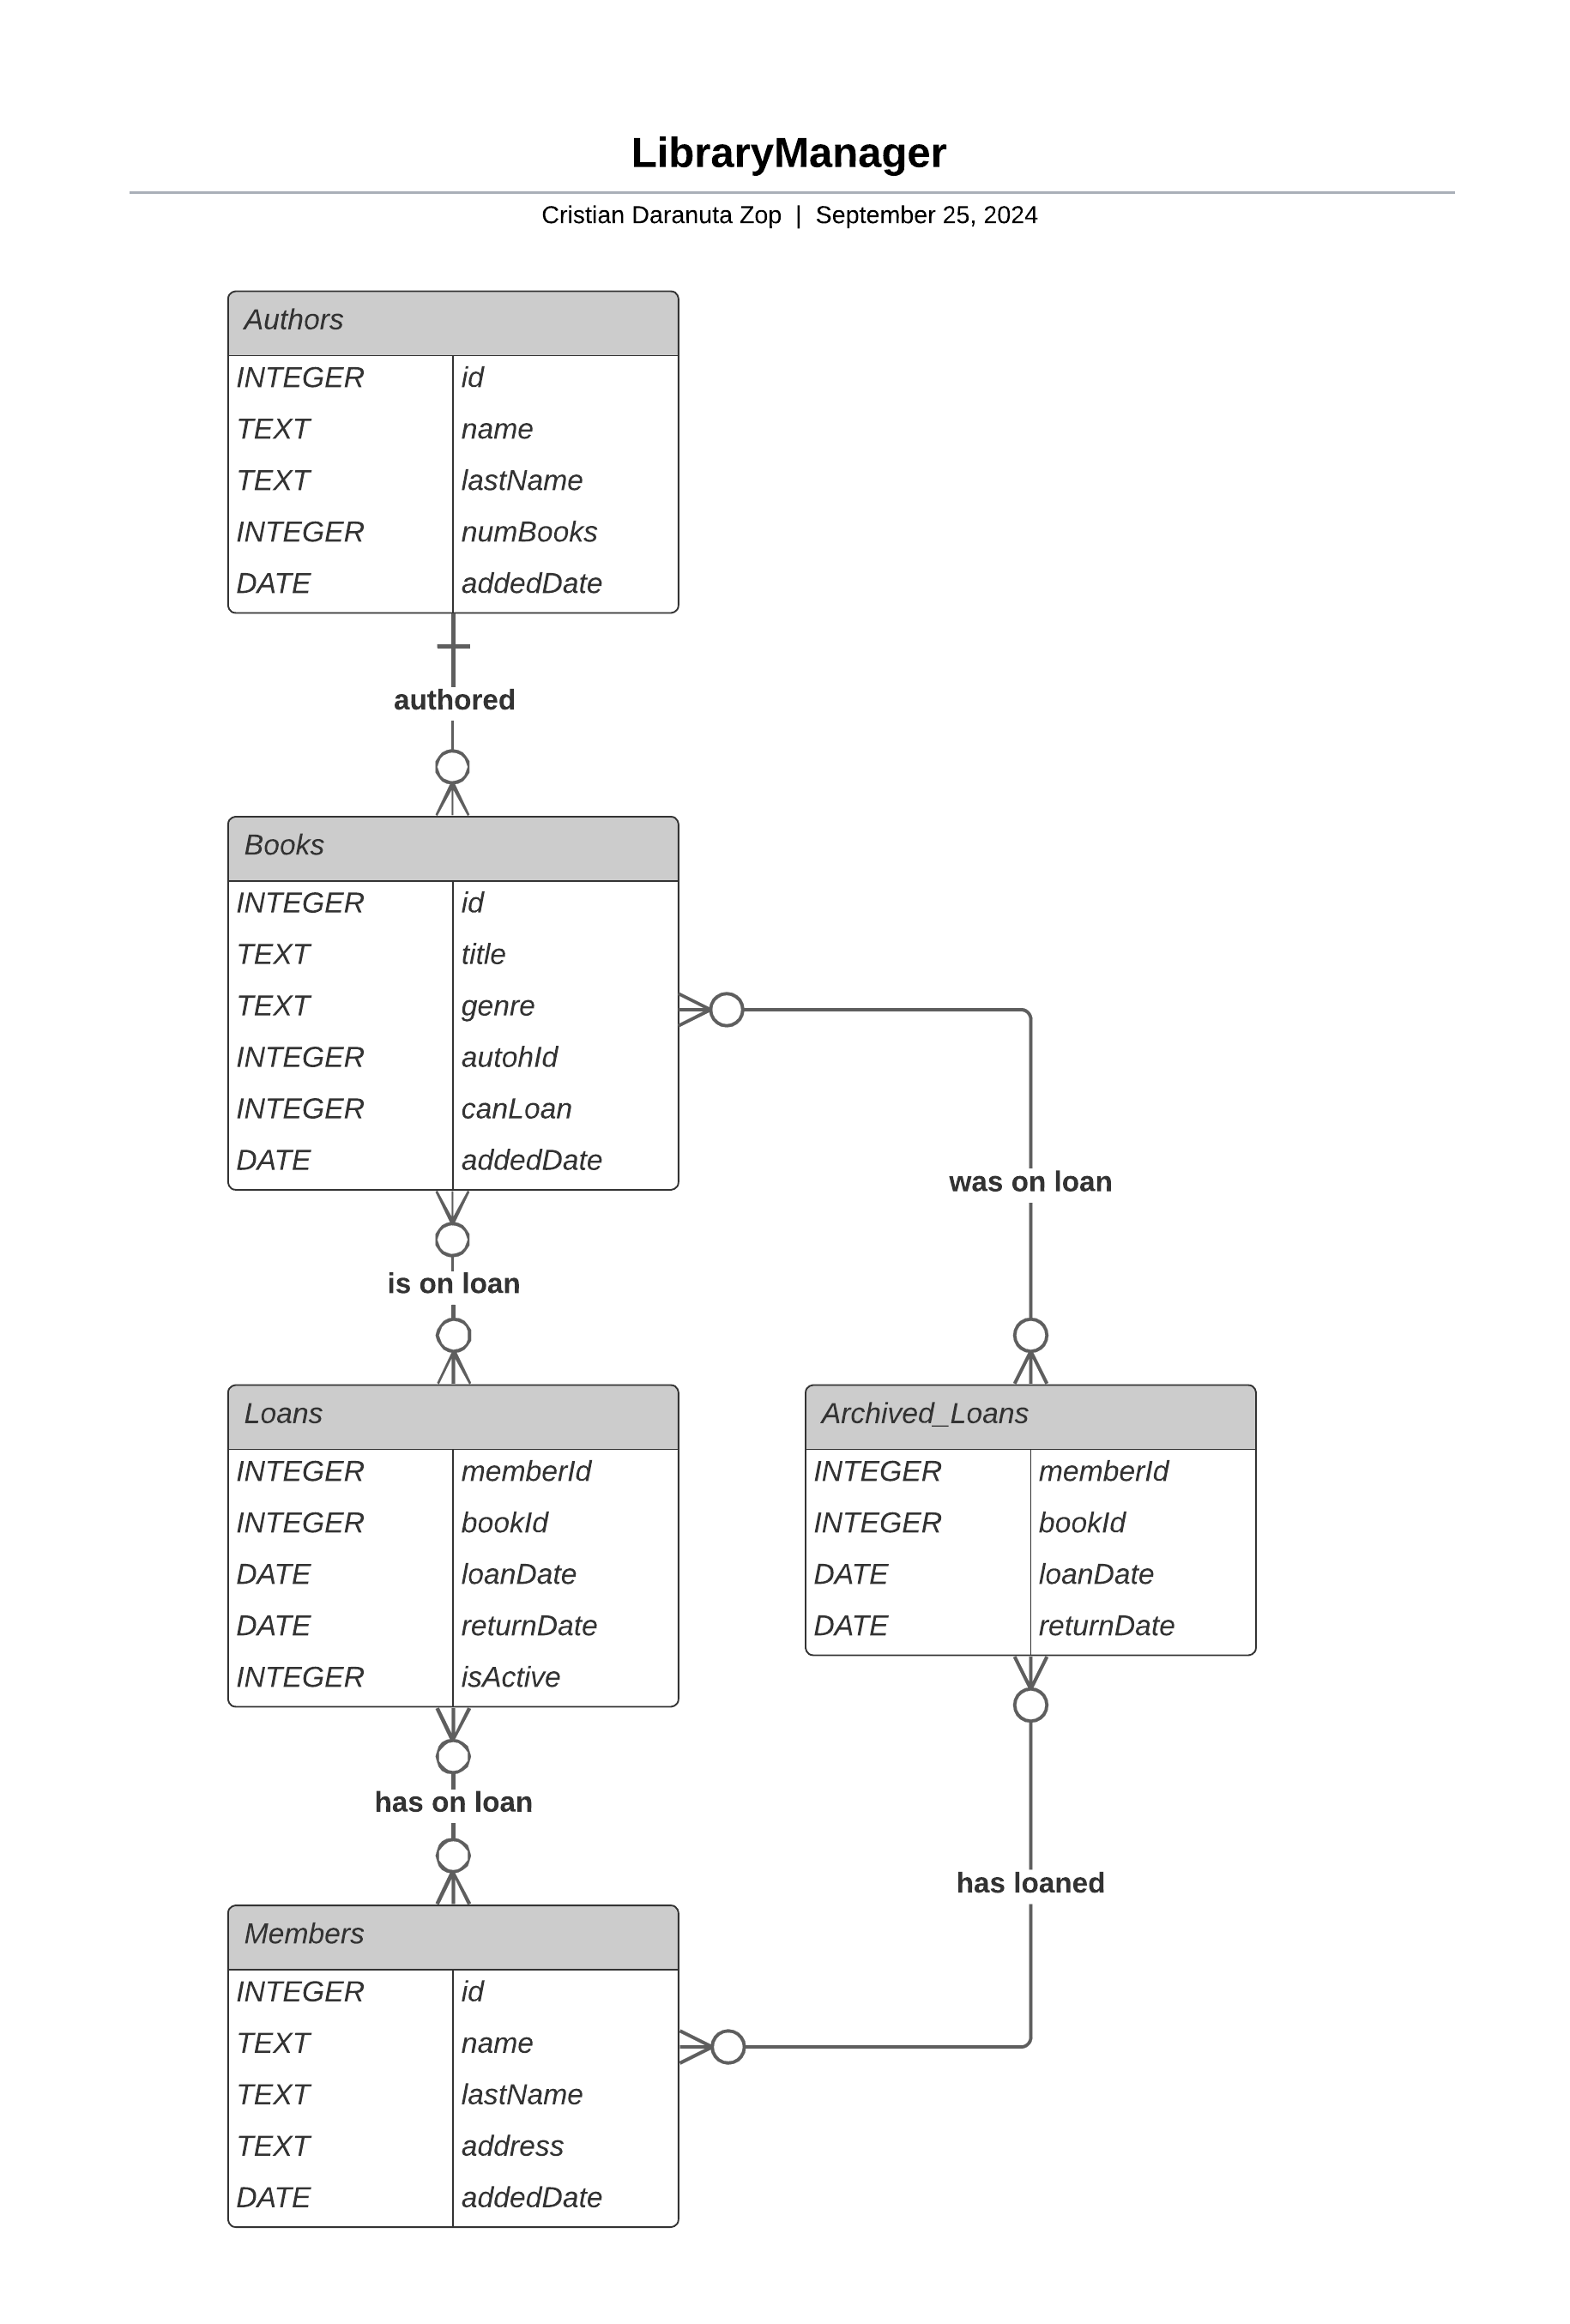 LibraryManager
Cristian Daranuta Zop | September 25, 2024
Authors
INTEGER id
TEXT name
TEXT lastName
INTEGER numBooks
DATE addedDate
authored
Books
INTEGER id
TEXT title
TEXT genre
INTEGER autohId
INTEGER canLoan
DATE addedDate
was on loan
is on loan
Loans
INTEGER memberId
INTEGER bookId
DATE loanDate
DATE returnDate
INTEGER isActive
Archived_Loans
INTEGER memberId
INTEGER bookId
DATE loanDate
DATE returnDate
has on loan
has loaned
Members
INTEGER id
TEXT name
TEXT lastName
TEXT address
DATE addedDate